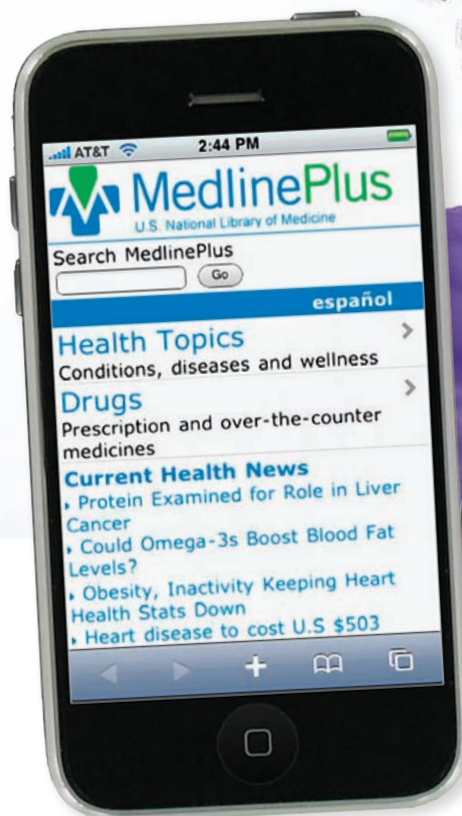 AT&T 2:44 PM
MedlinePlus
U.S. National Library of Medicine
Search MedlinePlus
Go
español
Health Topics
Conditions, diseases and wellness
Drugs
Prescription and over-the-counter
medicines
Current Health News
Protein Examined for Role in Liver
Cancer
Could Omega-3s Boost Blood Fat
Levels?
Obesity, Inactivity Keeping Heart
Health Stats Down
Heart disease to cost U.S $503